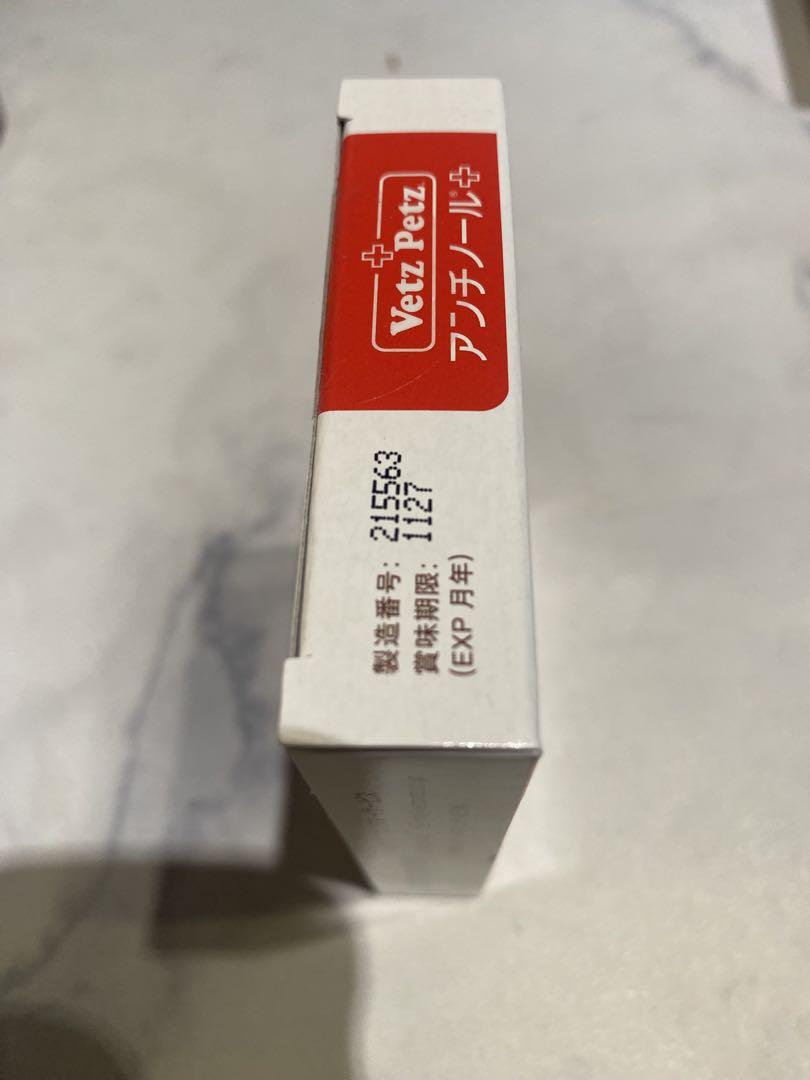 Vetz Petz
アンチノール®
製造番号: 215563
賞味期限: 1127
(EXP 月年)